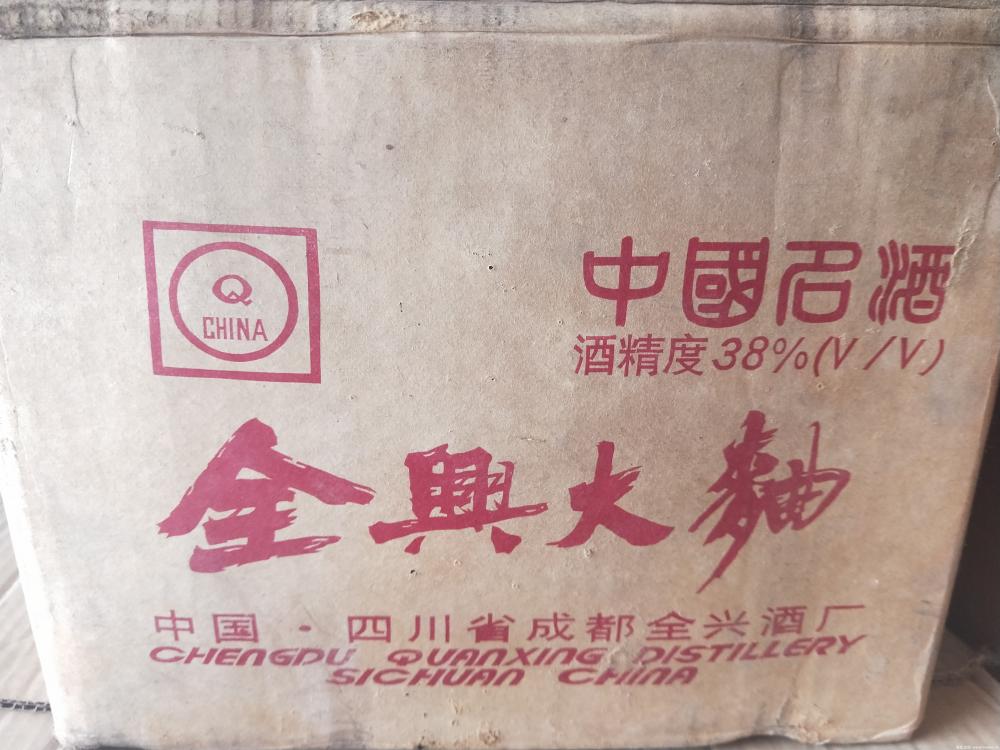 Q
CHINA
中國名酒
酒精度38%(V/V)
全興大麯
中国·四川省成都全兴酒厂
CHENGDU QUANXING DISTILLERY
SICHUAN CHINA